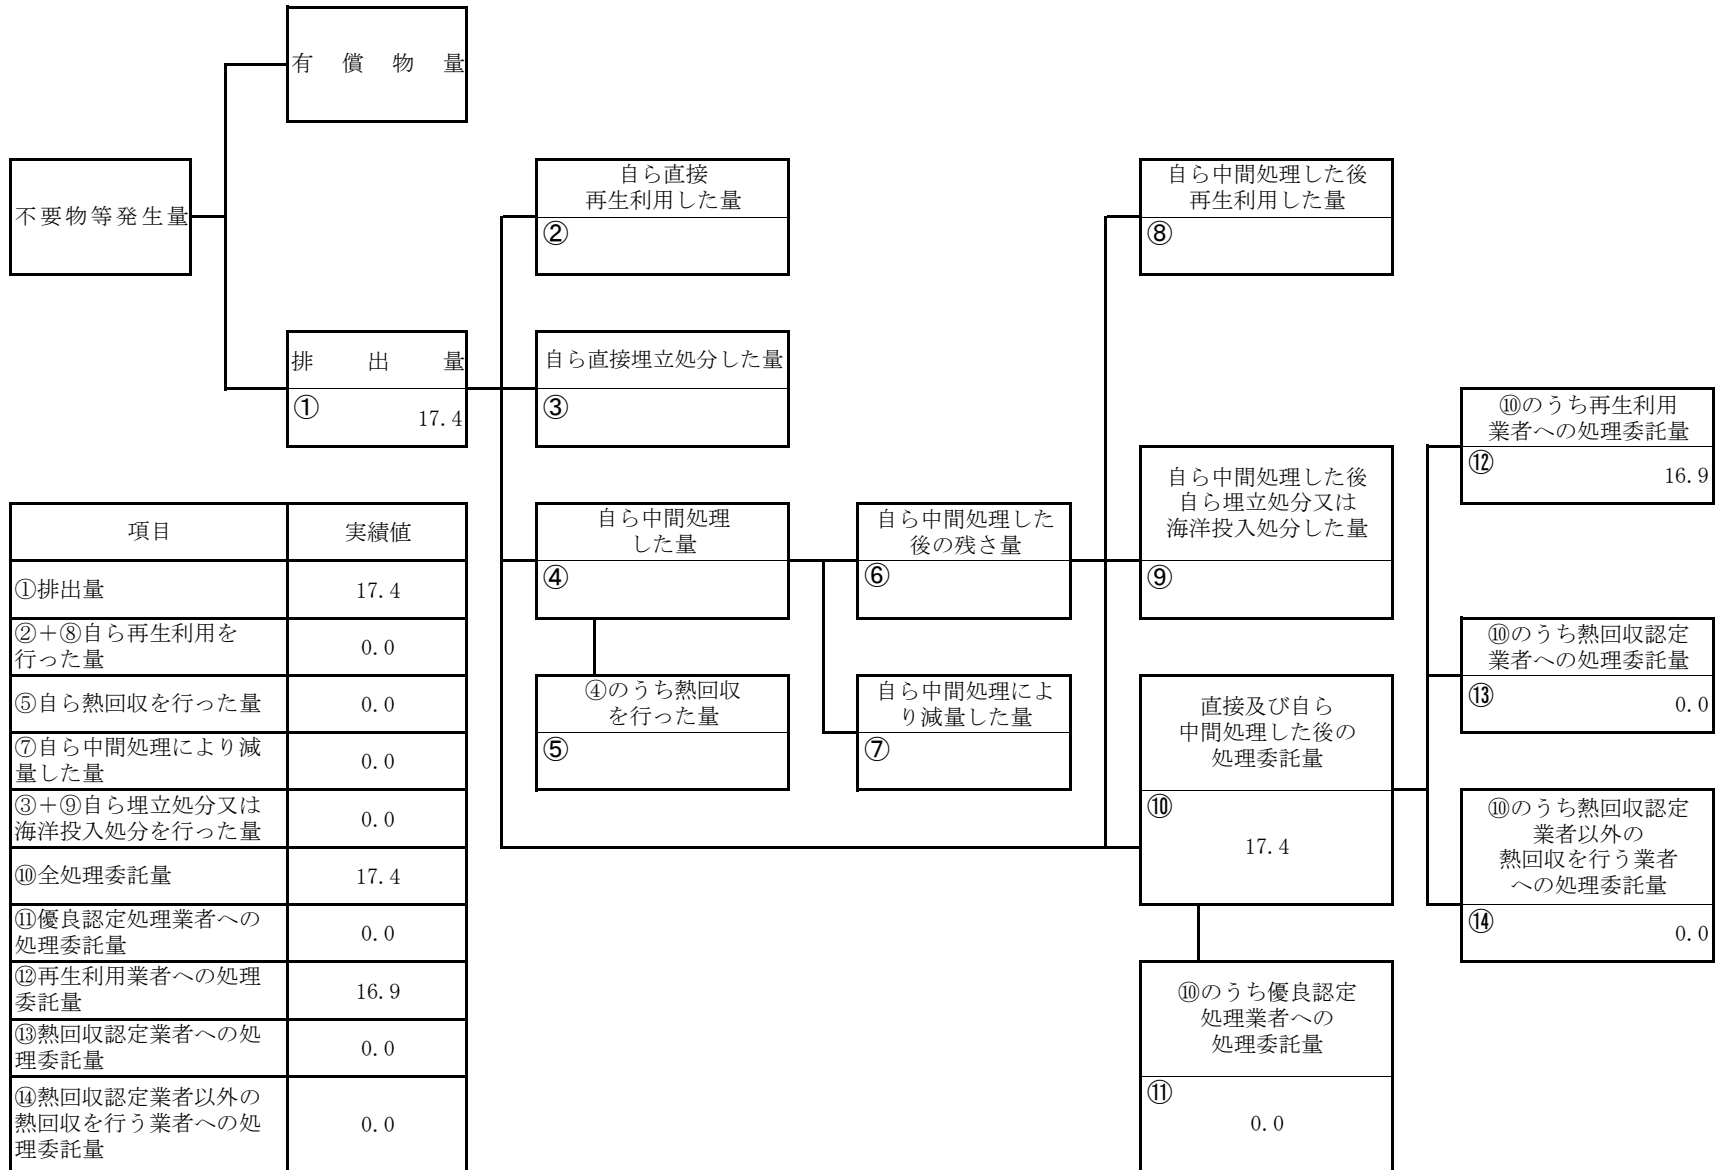 有償物量
不要物等発生量
自ら直接
再生利用した量
②
自ら中間処理した後
再生利用した量
⑧
排出量
①
17.4
自ら直接埋立処分した量
③
⑩のうち再生利用
業者への処理委託量
⑫
16.9
自ら中間処理した後
自ら埋立処分又は
海洋投入処分した量
⑨
自ら中間処理
した量
④
自ら中間処理した
後の残さ量
⑥
⑩のうち熱回収認定
業者への処理委託量
⑬
0.0
④のうち熱回収
を行った量
⑤
自ら中間処理によ
り減量した量
⑦
直接及び自ら
中間処理した後の
処理委託量
⑩
17.4
⑩のうち熱回収認定
業者以外の
熱回収を行う業者
への処理委託量
⑭
0.0
⑩のうち優良認定
処理業者への
処理委託量
⑪
0.0
項目 実績値
①排出量 17.4
②＋⑧自ら再生利用を
行った量 0.0
⑤自ら熱回収を行った量 0.0
⑦自ら中間処理により減
量した量 0.0
③＋⑨自ら埋立処分又は
海洋投入処分を行った量 0.0
⑩全処理委託量 17.4
⑪優良認定処理業者への
処理委託量 0.0
⑫再生利用業者への処理
委託量 16.9
⑬熱回収認定業者への処
理委託量 0.0
⑭熱回収認定業者以外の
熱回収を行う業者への処
理委託量 0.0